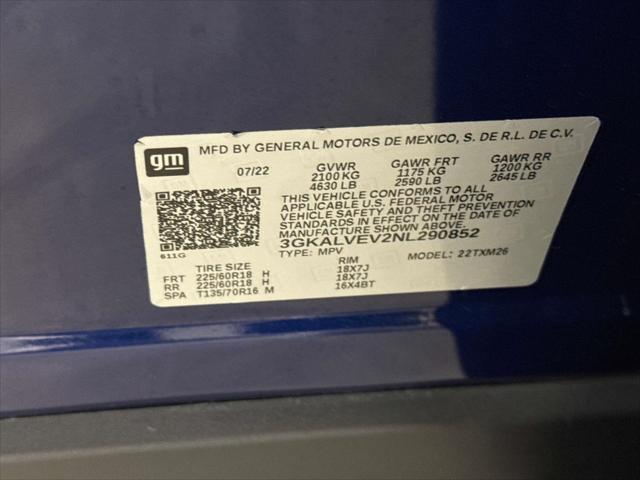 gm
MFD BY GENERAL MOTORS DE MEXICO, S. DE R.L. DE C.V.
07/22 GVWR GAWR FRT GAWR RR
2100 KG 1175 KG 1200 KG
4630 LB 2590 LB 2645 LB
THIS VEHICLE CONFORMS TO ALL
APPLICABLE U.S. FEDERAL MOTOR
VEHICLE SAFETY AND THEFT PREVENTION
STANDARDS IN EFFECT ON THE DATE
OF MANUFACTURE SHOWN ABOVE.
3GKALVEV2NL290852
611G
TYPE: MPV MODEL: 22TXM26
TIRE SIZE RIM
FRT 225/60R18 H 18X7J
RR 225/60R18 H 18X7J
SPA T135/70R16 M 16X4BT